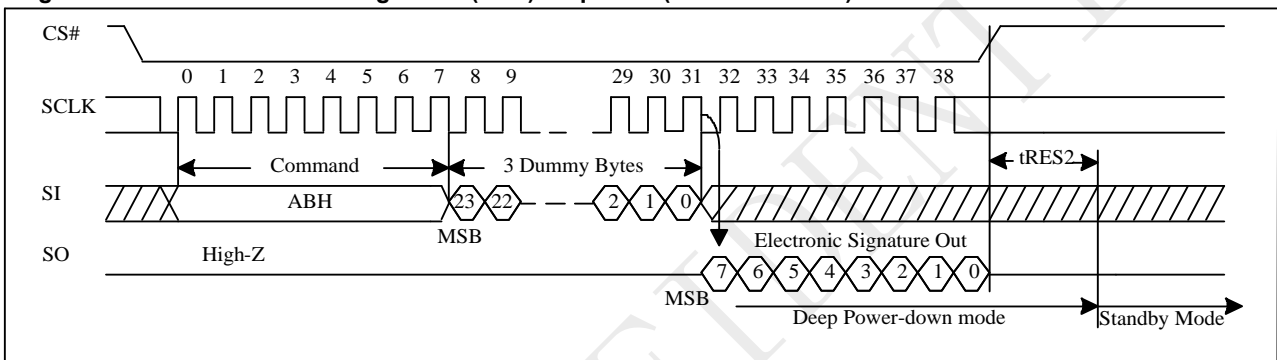 CS#
0 1 2 3 4 5 6 7 8 9 29 30 31 32 33 34 35 36 37 38
SCLK
Command 3 Dummy Bytes tRES2
SI ABH 23 22 2 1 0
MSB
SO High-Z Electronic Signature Out
7 6 5 4 3 2 1 0
MSB
Deep Power-down mode Standby Mode